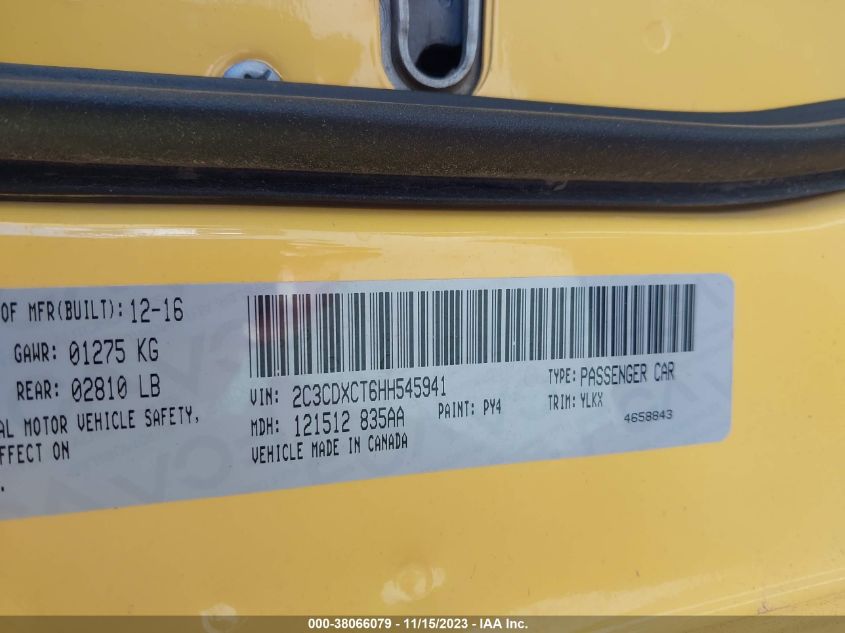 OF MFR(BUILT): 12-16
GAWR: 01275 KG
REAR: 02810 LB
AL MOTOR VEHICLE SAFETY,
EFFECT ON
.
VIN: 2C3CDXCT6HH545941
TYPE: PASSENGER CAR
MDH: 121512 835AA
PAINT: PY4
TRIM: YLKX
VEHICLE MADE IN CANADA
4658843
000-38066079 - 11/15/2023 - IAA Inc.